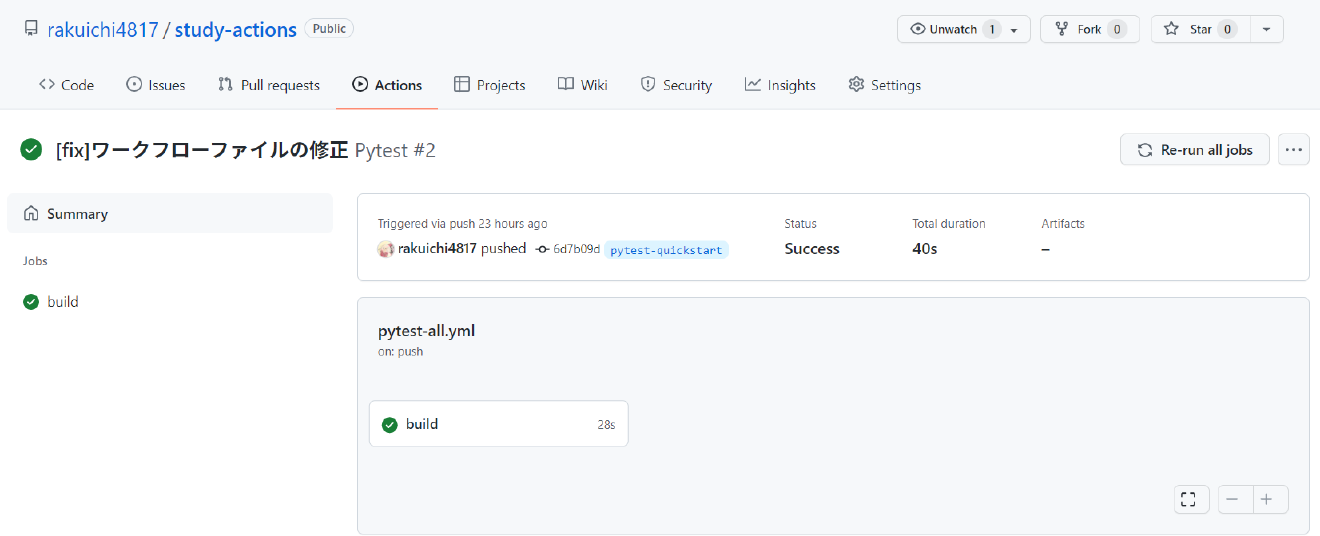 rakuichi4817 / study-actions Public Unwatch 1 Fork 0 Star 0
Code Issues Pull requests Actions Projects Wiki Security Insights Settings
[fix]ワークフローファイルの修正 Pytest #2 Re-run all jobs
Summary
Jobs
build
Triggered via push 23 hours ago Status Total duration Artifacts
rakuichi4817 pushed 6d7b09d pytest-quickstart Success 40s –
pytest-all.yml
on: push
build 28s